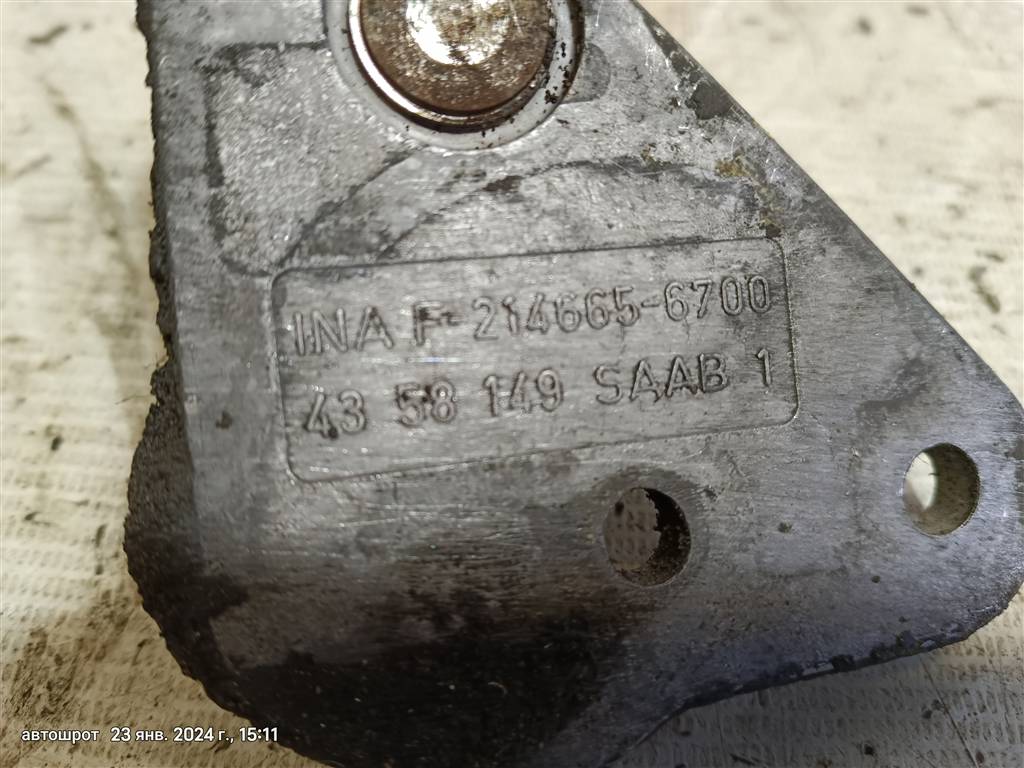 INA F-214665-6700
43 58 149 SAAB 1
автошрот 23 янв. 2024 г., 15:11